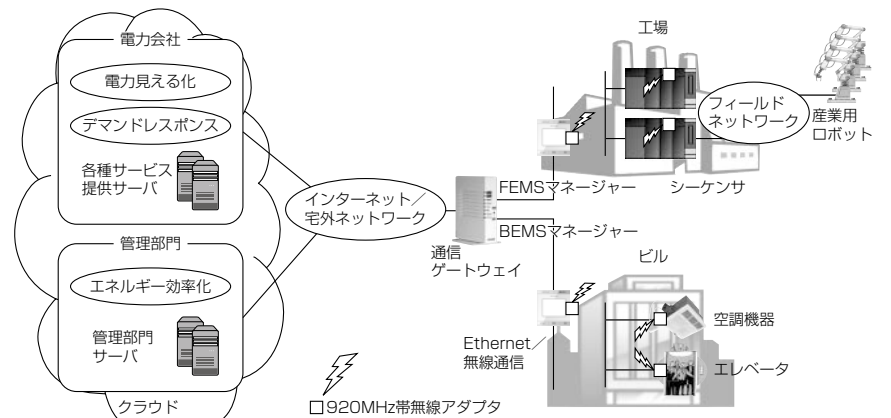 電力会社
電力見える化
デマンドレスポンス
各種サービス
提供サーバ
管理部門
エネルギー効率化
管理部門
サーバ
クラウド
インターネット/
宅外ネットワーク
通信
ゲートウェイ
FEMSマネージャー
BEMSマネージャー
Ethernet/
無線通信
920MHz帯無線アダプタ
工場
シーケンサ
フィールド
ネットワーク
産業用
ロボット
ビル
空調機器
エレベータ